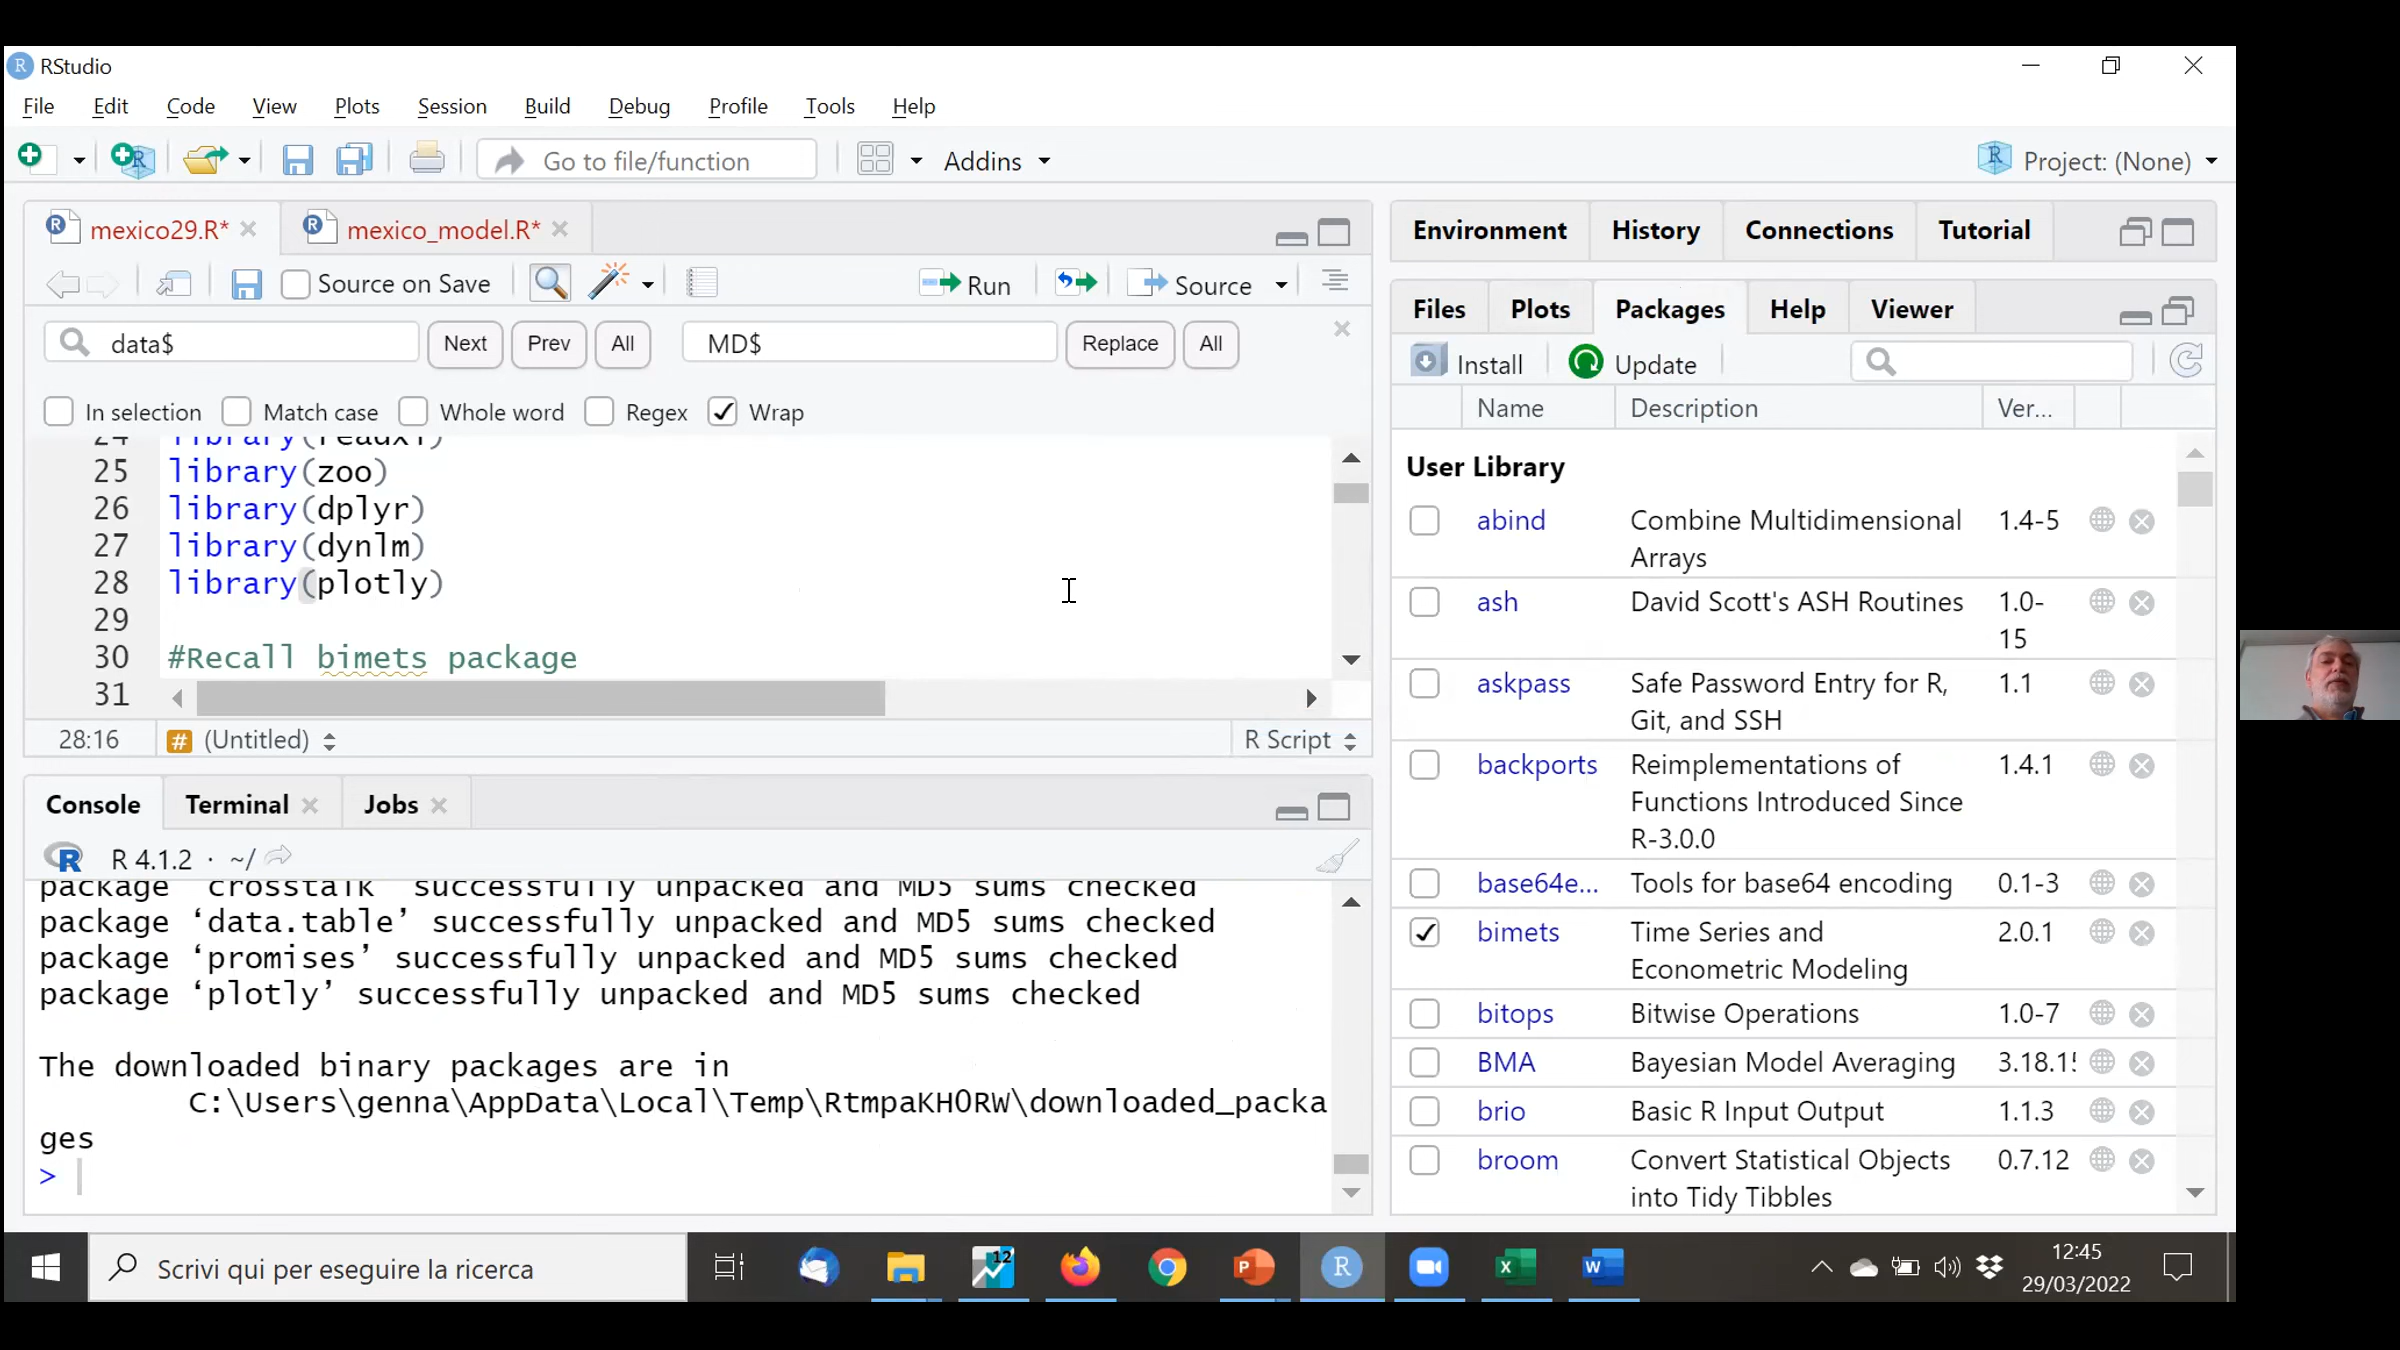 RStudio
File Edit Code View Plots Session Build Debug Profile Tools Help
Go to file/function Addins Project: (None)
mexico29.R* mexico_model.R*
Source on Save Run Source
data$ Next Prev All MD$ Replace All
In selection Match case Whole word Regex Wrap
24 library(readxl)
25 library(zoo)
26 library(dplyr)
27 library(dynlm)
28 library(plotly)
29
30 #Recall bimets package
31
28:16 # (Untitled) R Script
Console Terminal Jobs
R 4.1.2 · ~/
package ‘crosstalk’ successfully unpacked and MD5 sums checked
package ‘data.table’ successfully unpacked and MD5 sums checked
package ‘promises’ successfully unpacked and MD5 sums checked
package ‘plotly’ successfully unpacked and MD5 sums checked
The downloaded binary packages are in
C:\Users\genna\AppData\Local\Temp\RtmpaKHORW\downloaded_packa
ges
>
Environment History Connections Tutorial
Files Plots Packages Help Viewer
Install Update
Name Description Ver...
User Library
abind Combine Multidimensional 1.4-5
Arrays
ash David Scott's ASH Routines 1.0-
15
askpass Safe Password Entry for R, 1.1
Git, and SSH
backports Reimplementations of 1.4.1
Functions Introduced Since
R-3.0.0
base64e... Tools for base64 encoding 0.1-3
bimets Time Series and 2.0.1
Econometric Modeling
bitops Bitwise Operations 1.0-7
BMA Bayesian Model Averaging
brio Basic R Input Output 1.1.3
broom Convert Statistical Objects 0.7.12
into Tidy Tibbles
Scrivi qui per eseguire la ricerca
12:45
29/03/2022